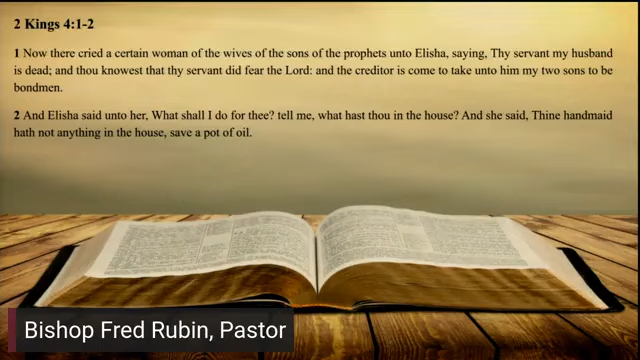 2 Kings 4:1-2
1 Now there cried a certain woman of the wives of the sons of the prophets unto Elisha, saying, Thy servant my husband
is dead; and thou knowest that thy servant did fear the Lord: and the creditor is come to take unto him my two sons to be
bondmen.
2 And Elisha said unto her, What shall I do for thee? tell me, what hast thou in the house? And she said, Thine handmaid
hath not anything in the house, save a pot of oil.
Bishop Fred Rubin, Pastor